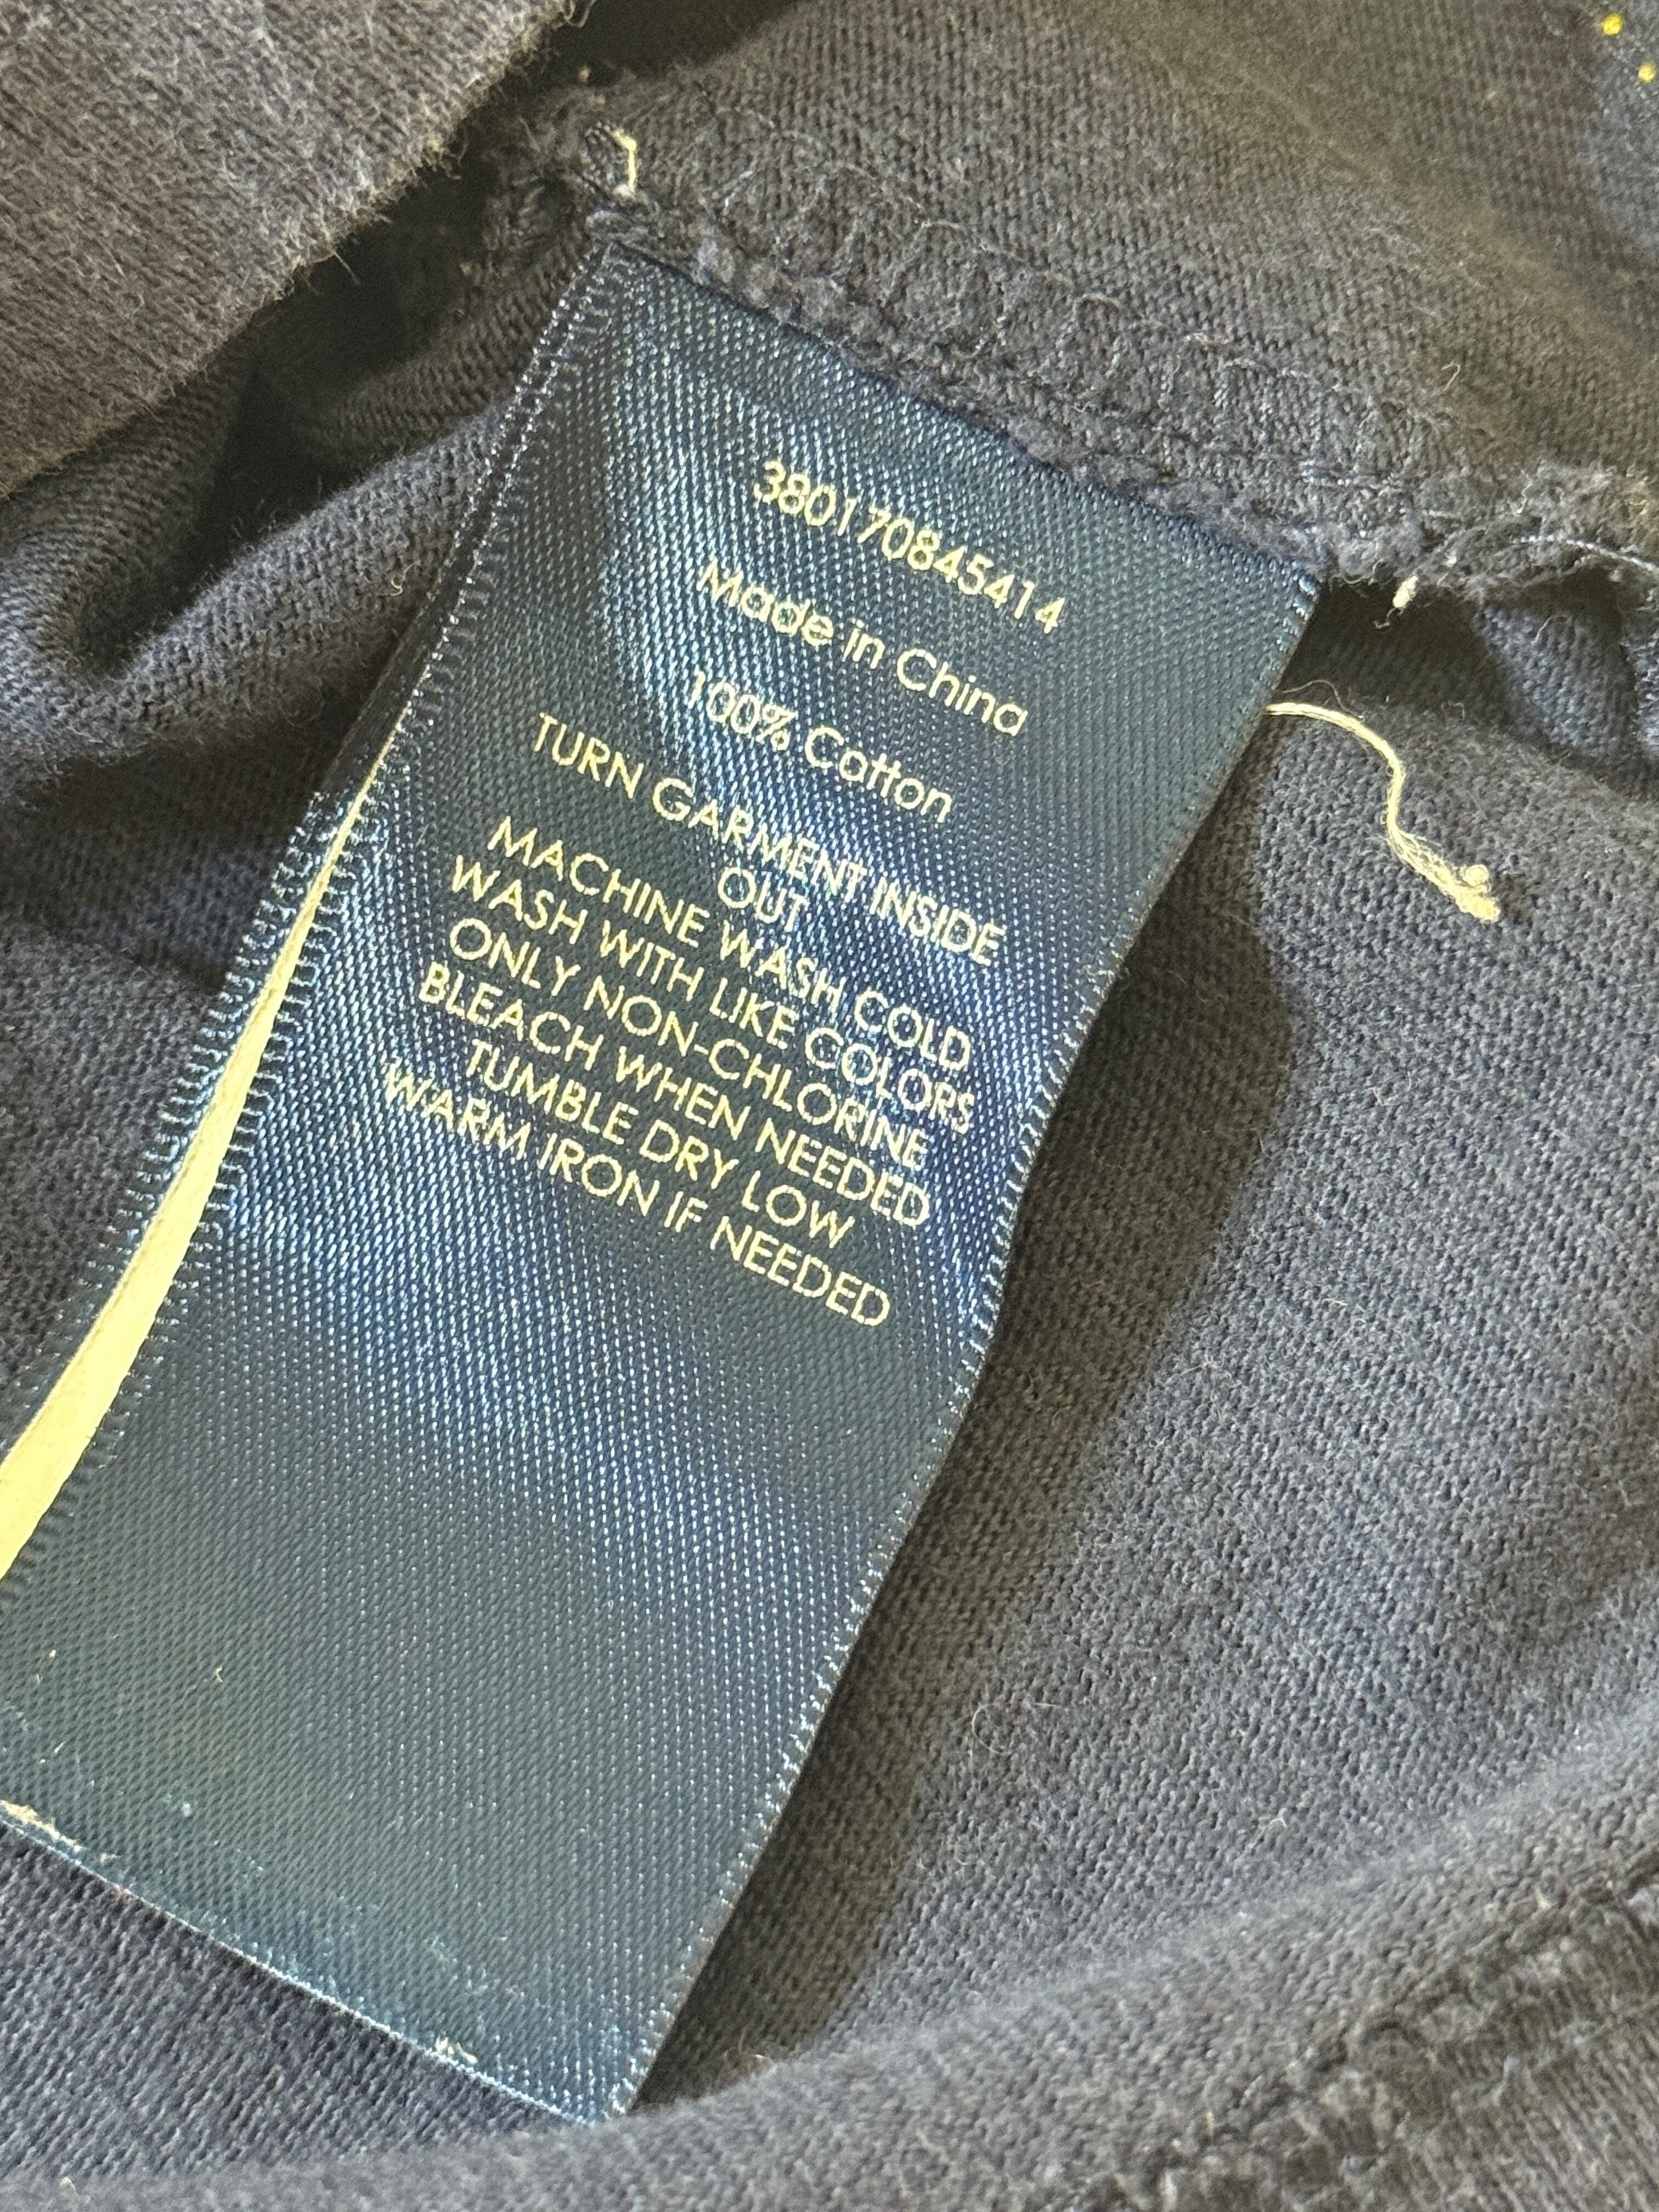 380170845414
Made in China
100% Cotton
TURN GARMENT INSIDE
OUT
MACHINE WASH COLD
WASH WITH LIKE COLORS
ONLY NON-CHLORINE
BLEACH WHEN NEEDED
TUMBLE DRY LOW
WARM IRON IF NEEDED